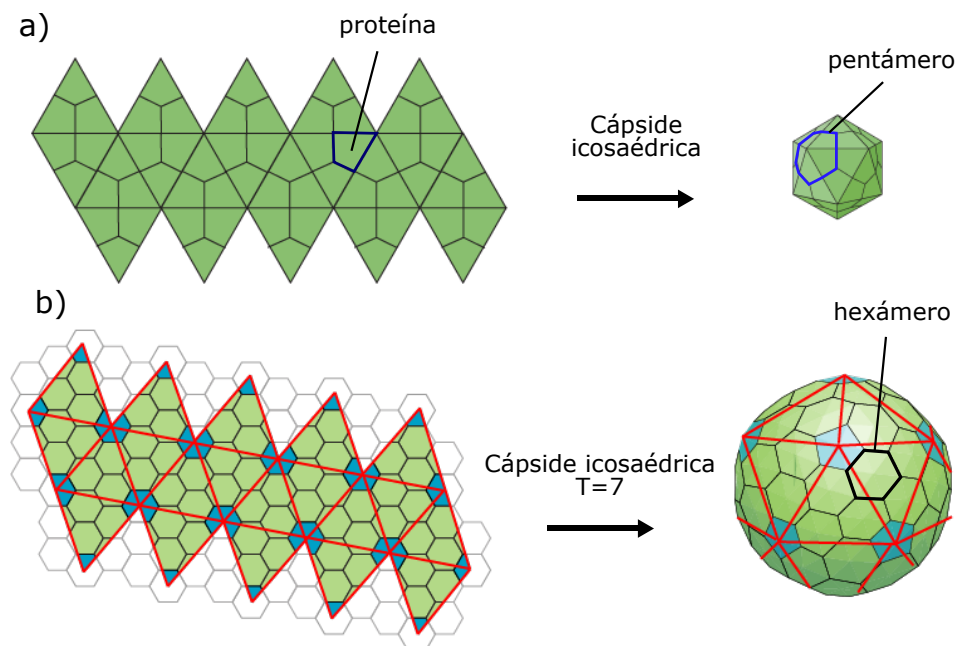 a)
proteína
pentámero
Cápside
icosaédrica
b)
hexámero
Cápside icosaédrica
T=7